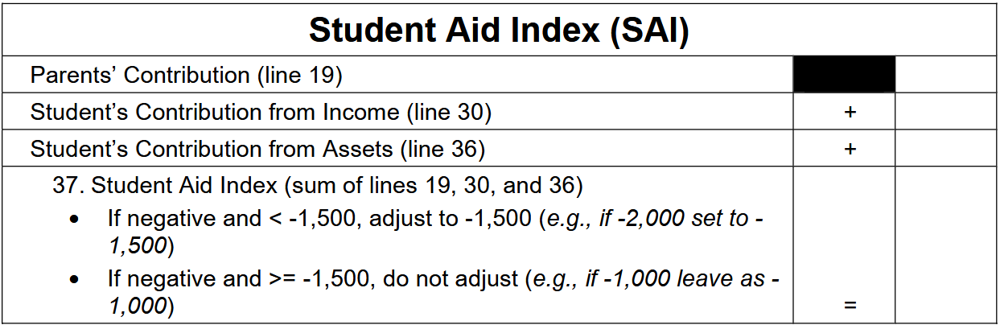 Student Aid Index (SAI)
Parents’ Contribution (line 19)
Student’s Contribution from Income (line 30) +
Student’s Contribution from Assets (line 36) +
37. Student Aid Index (sum of lines 19, 30, and 36)
• If negative and < -1,500, adjust to -1,500 (e.g., if -2,000 set to -
1,500)
• If negative and >= -1,500, do not adjust (e.g., if -1,000 leave as -
1,000) =